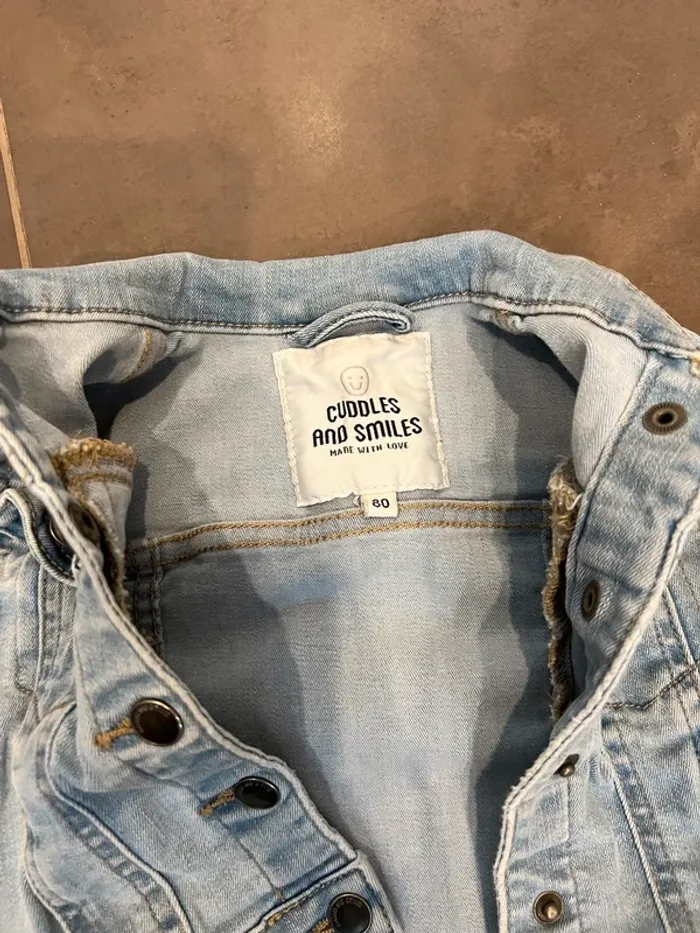 CUDDLES
AND SMILES
MADE WITH LOVE
80